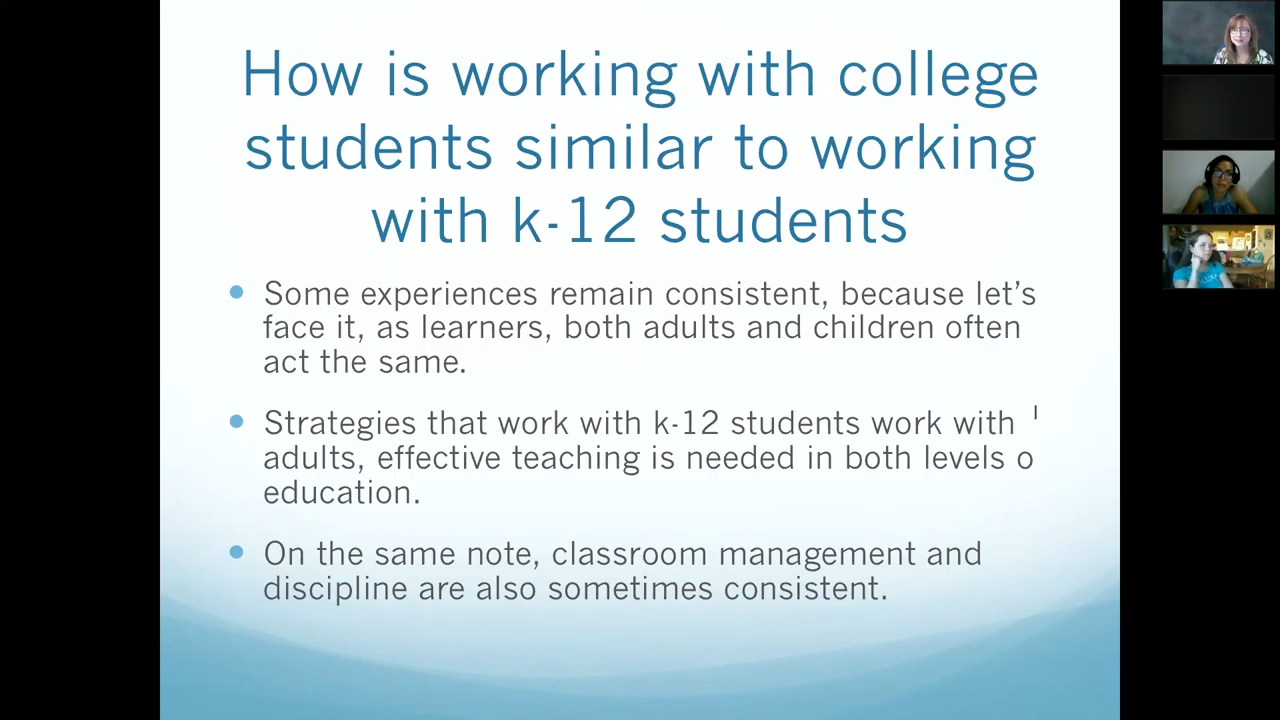 How is working with college
students similar to working
with k-12 students
Some experiences remain consistent, because let's
face it, as learners, both adults and children often
act the same.
Strategies that work with k-12 students work with
adults, effective teaching is needed in both levels o
education.
On the same note, classroom management and
discipline are also sometimes consistent.